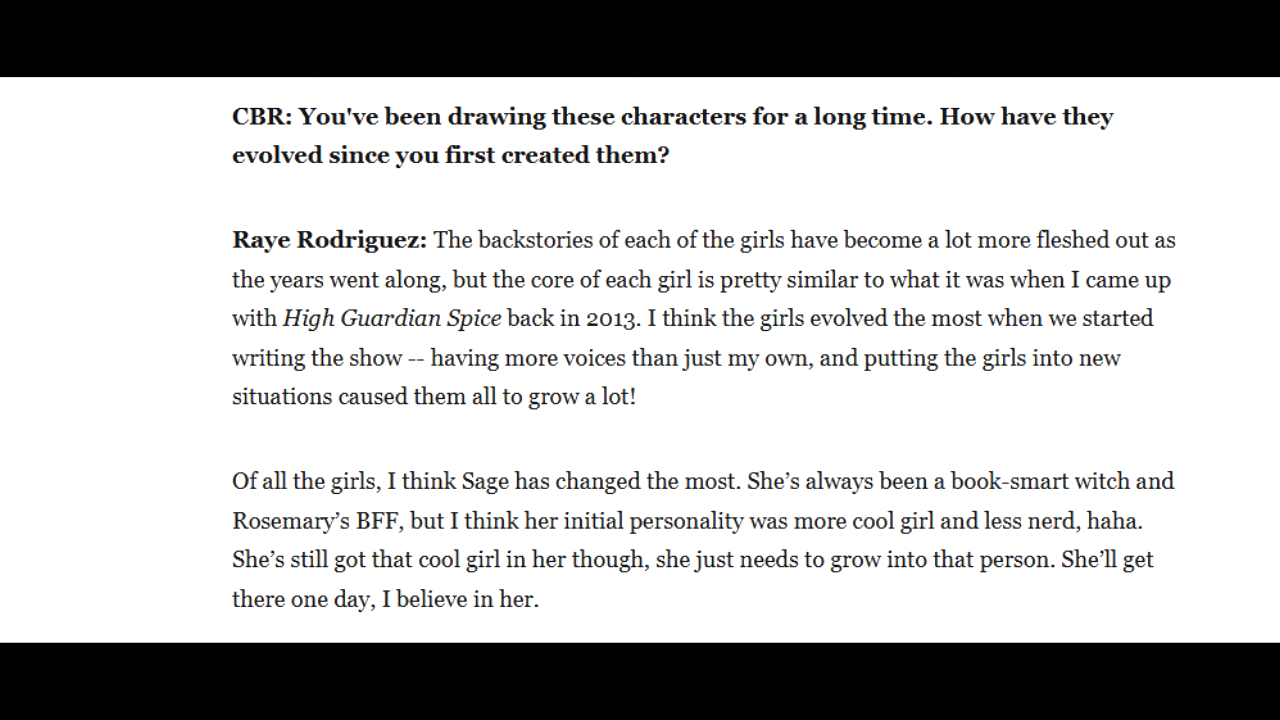 CBR: You've been drawing these characters for a long time. How have they
evolved since you first created them?
Raye Rodriguez: The backstories of each of the girls have become a lot more fleshed out as
the years went along, but the core of each girl is pretty similar to what it was when I came up
with High Guardian Spice back in 2013. I think the girls evolved the most when we started
writing the show -- having more voices than just my own, and putting the girls into new
situations caused them all to grow a lot!
Of all the girls, I think Sage has changed the most. She’s always been a book-smart witch and
Rosemary’s BFF, but I think her initial personality was more cool girl and less nerd, haha.
She’s still got that cool girl in her though, she just needs to grow into that person. She’ll get
there one day, I believe in her.